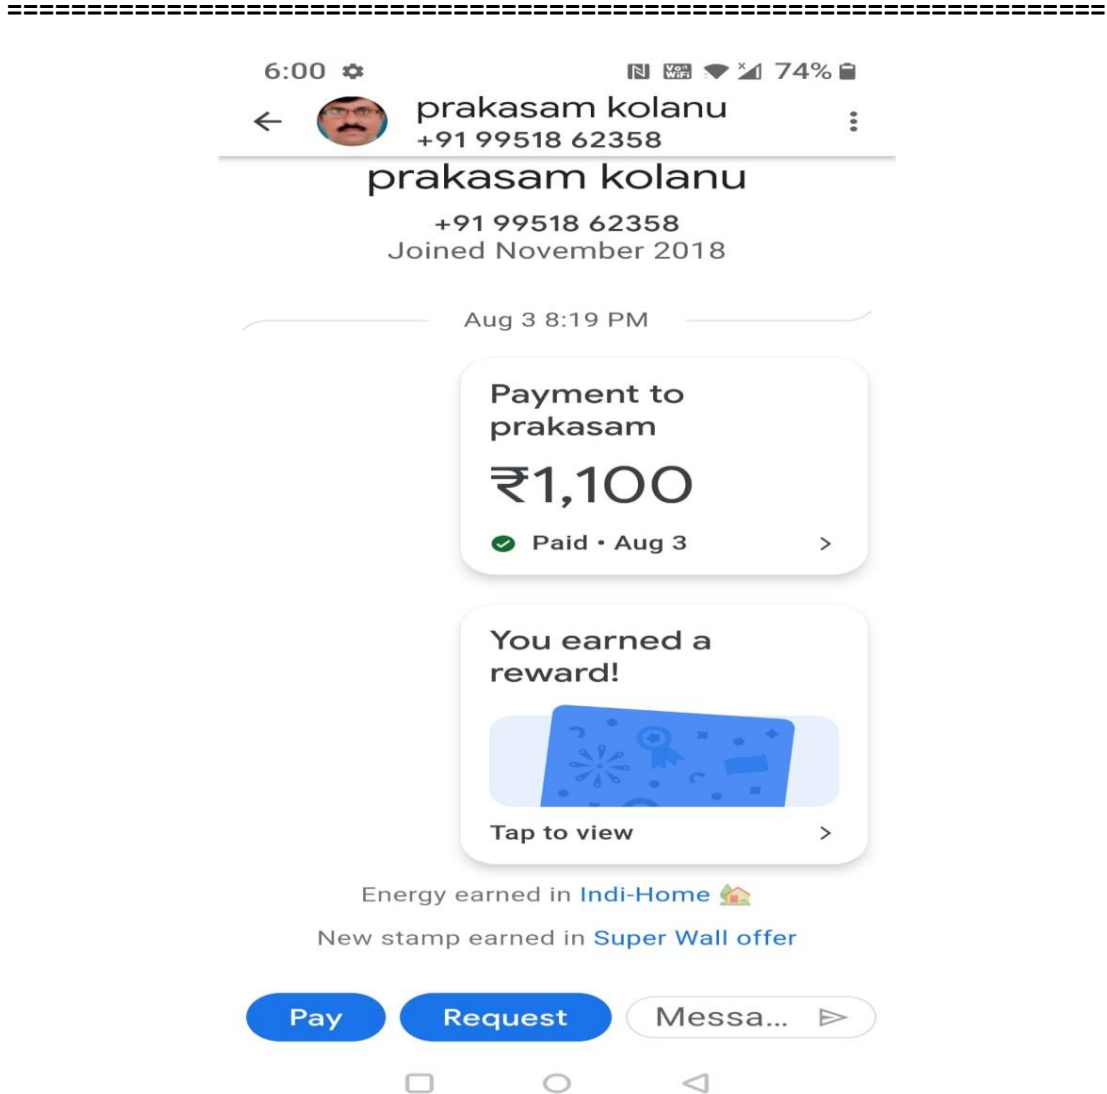 ======================================================================
6:00 74%
prakasam kolanu
+91 99518 62358
prakasam kolanu
+91 99518 62358
Joined November 2018
Aug 3 8:19 PM
Payment to
prakasam
₹1,100
Paid • Aug 3
You earned a
reward!
Tap to view
Energy earned in Indi-Home 🏡
New stamp earned in Super Wall offer
Pay Request Messa...